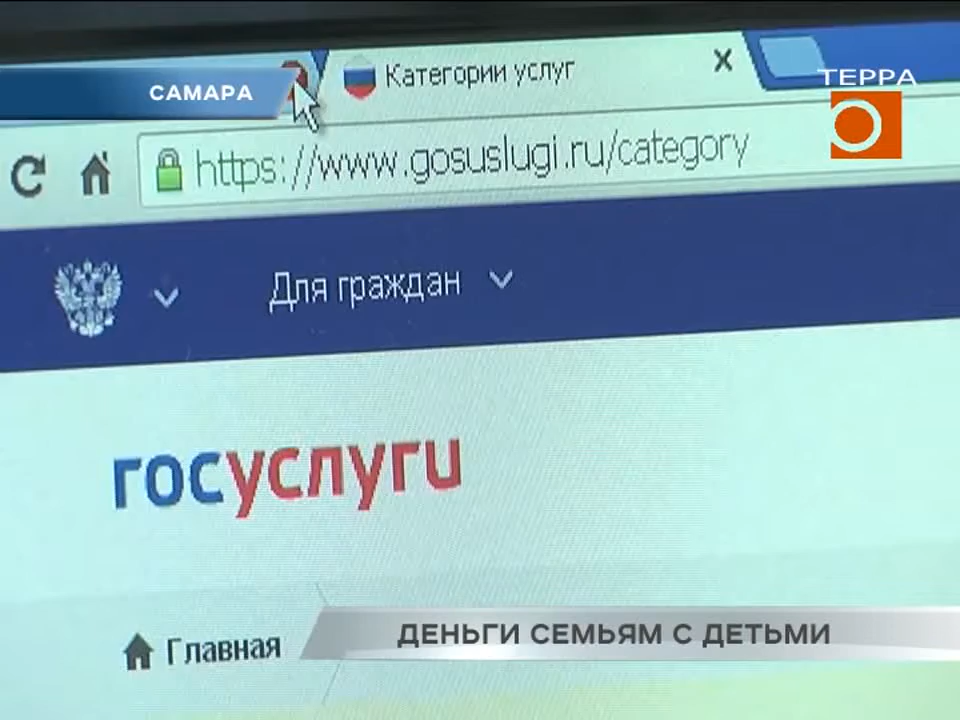 Категории услуг
САМАРА
ТЕРРА
https://www.gosuslugi.ru/category
Для граждан
госуслуги
ДЕНЬГИ СЕМЬЯМ С ДЕТЬМИ
Главная